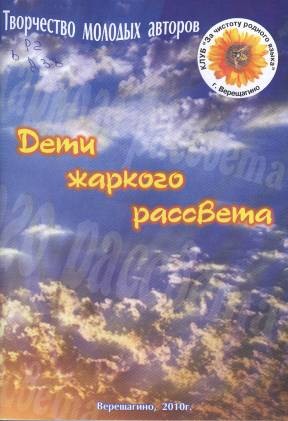 Творчество молодых авторов
КЛУБ "За чистоту родного языка"
г. Верещагино
Дети
жаркого
рассвета
Верещагино, 2010г.